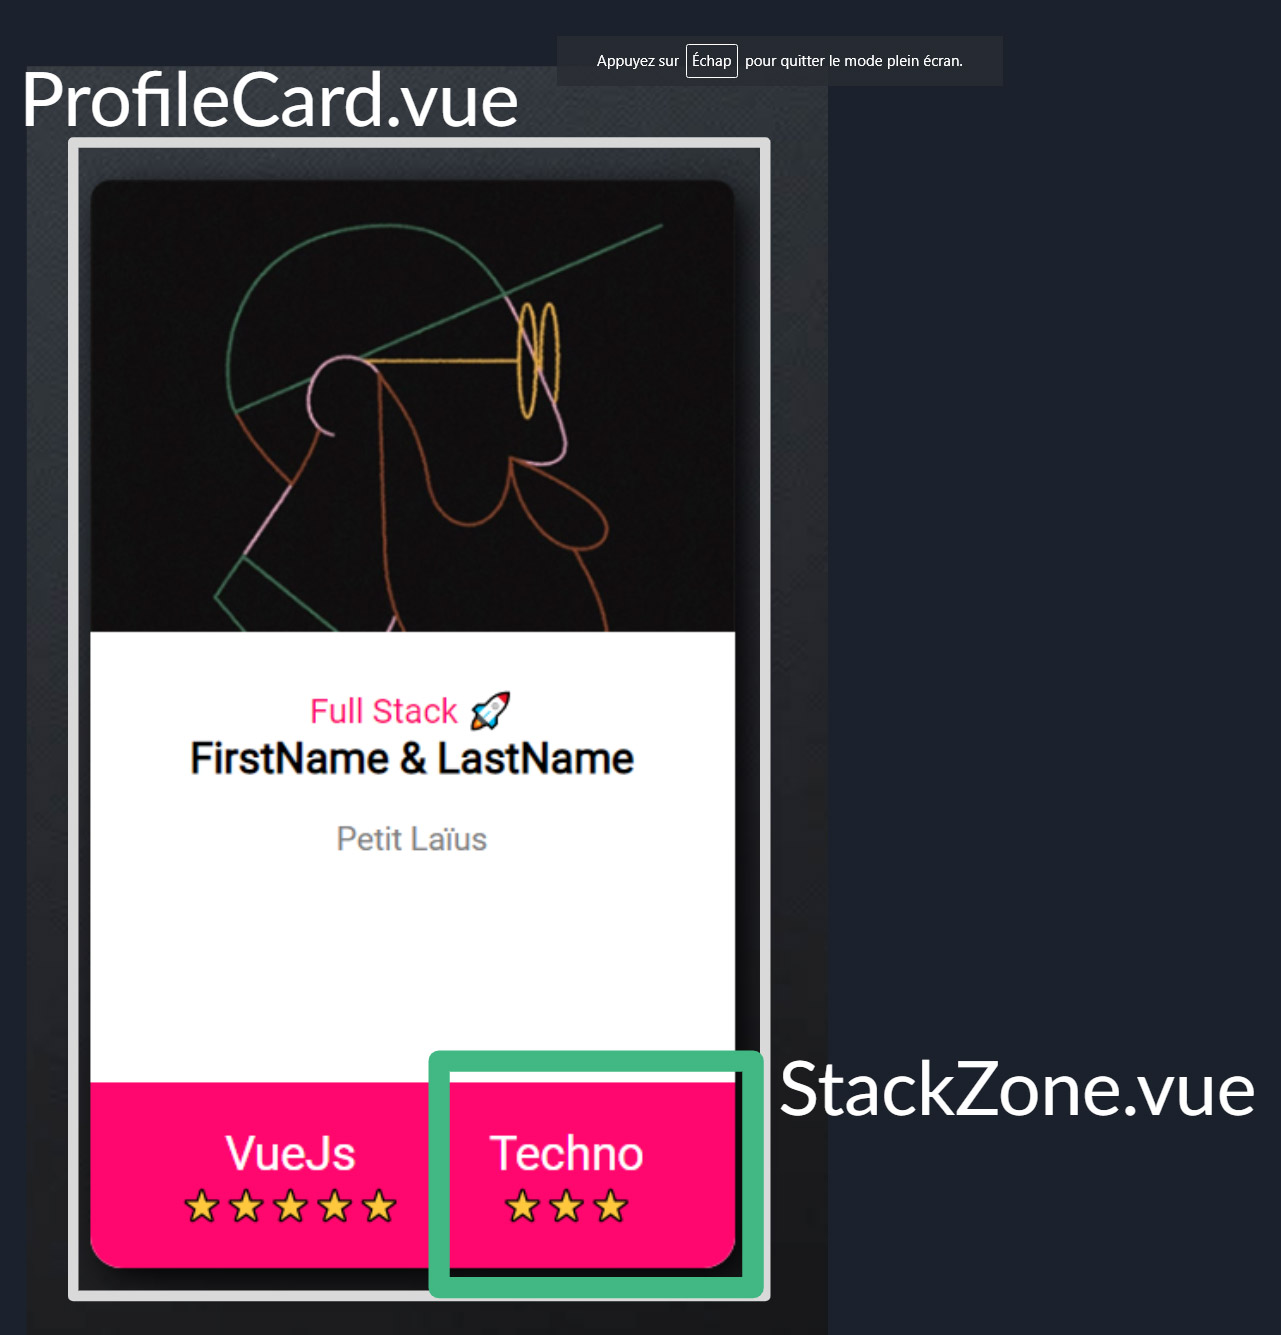 Appuyez sur Échap pour quitter le mode plein écran.
ProfileCard.vue
Full Stack 🚀
FirstName & LastName
Petit Laïus
StackZone.vue
VueJs Techno
⭐⭐⭐⭐⭐ ⭐⭐⭐